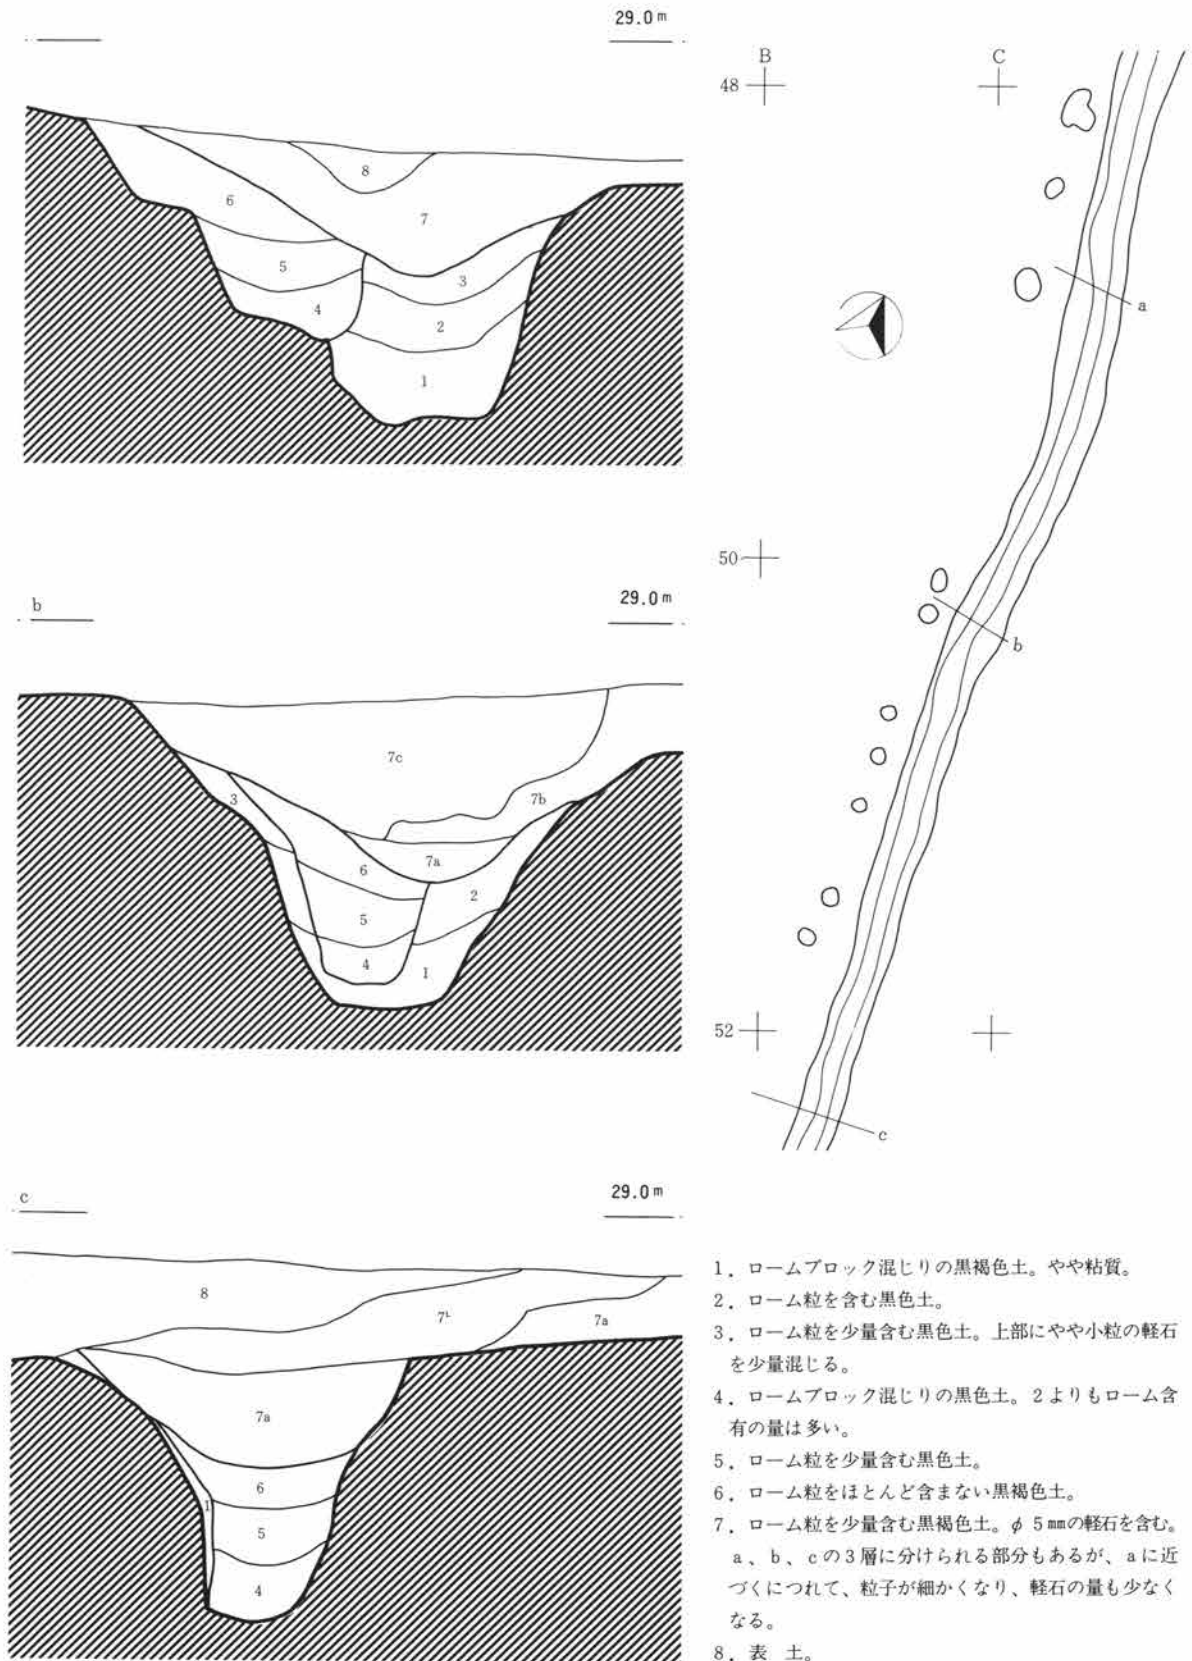 29.0 m
8
7
6
5
4
3
2
1
b
29.0 m
7c
7b
7a
3
6
2
5
4
1
c
29.0 m
8
7a
7a
6
1
5
4
B
C
48
a
50
b
52
c
1．ロームブロック混じりの黒褐色土。やや粘質。
2．ローム粒を含む黒色土。
3．ローム粒を少量含む黒色土。上部にやや小粒の軽石
を少量混じる。
4．ロームブロック混じりの黒色土。2よりもローム含
有の量は多い。
5．ローム粒を少量含む黒色土。
6．ローム粒をほとんど含まない黒褐色土。
7．ローム粒を少量含む黒褐色土。φ 5㎜の軽石を含む。
a、b、cの3層に分けられる部分もあるが、aに近
づくにつれて、粒子が細かくなり、軽石の量も少なく
なる。
8．表　土。